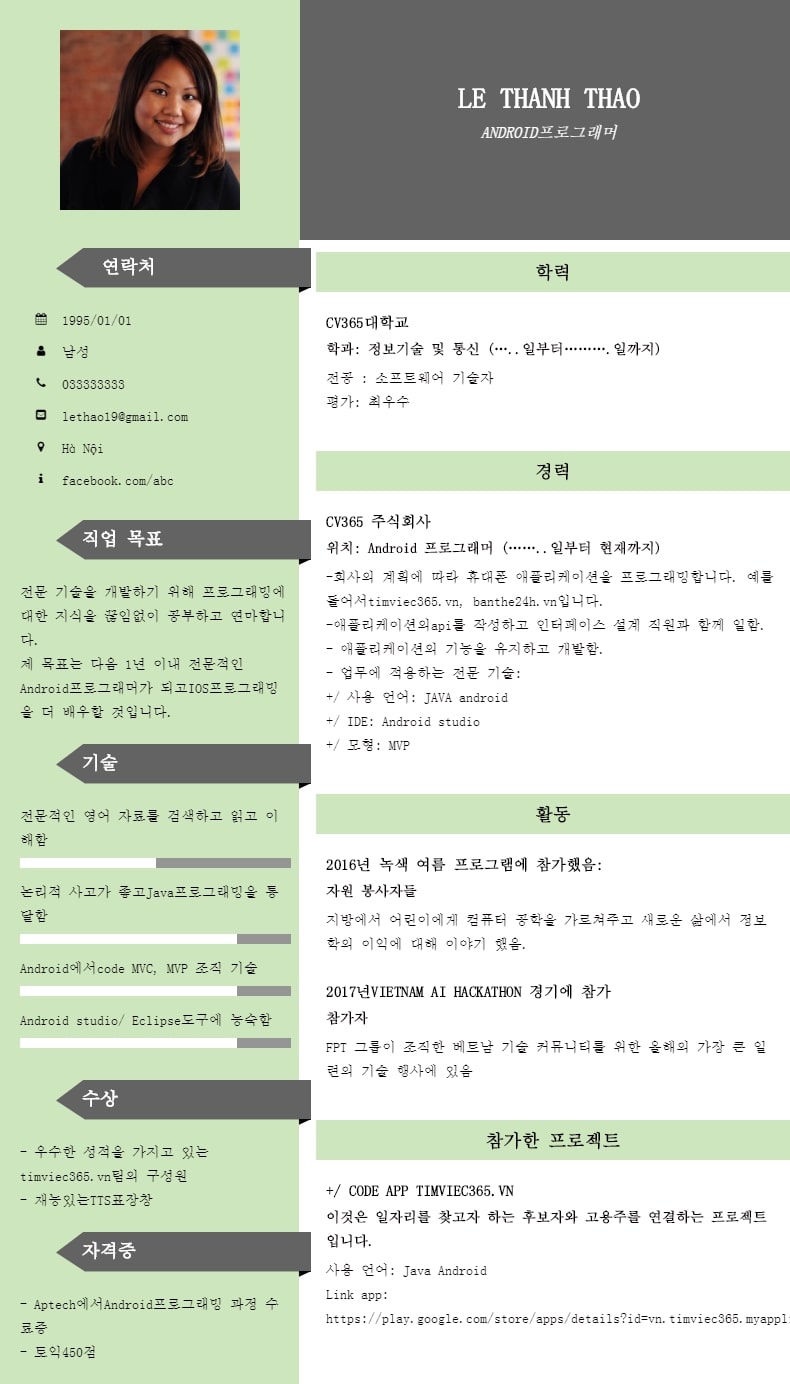 LE THANH THAO
ANDROID프로그래머
연락처
1995/01/01
남성
033333333
lethao19@gmail.com
Hà Nội
facebook.com/abc
직업 목표
전문 기술을 개발하기 위해 프로그래밍에
대한 지식을 끊임없이 공부하고 연마합니
다.
제 목표는 다음 1년 이내 전문적인
Android프로그래머가 되고IOS프로그래밍
을 더 배우할 것입니다.
기술
전문적인 영어 자료를 검색하고 읽고 이
해함
논리적 사고가 좋고Java프로그래밍을 통
달함
Android에서code MVC, MVP 조직 기술
Android studio/ Eclipse도구에 능숙함
수상
- 우수한 성적을 가지고 있는
timviec365.vn팀의 구성원
- 재능있는TTS표장창
자격증
- Aptech에서Android프로그래밍 과정 수
료증
- 토익450점
학력
CV365대학교
학과: 정보기술 및 통신 (…..일부터……….일까지)
전공 : 소프트웨어 기술자
평가: 최우수
경력
CV365 주식회사
위치: Android 프로그래머 (……..일부터 현재까지)
-회사의 계획에 따라 휴대폰 애플리케이션을 프로그래밍합니다. 예를
들어서timviec365.vn, banthe24h.vn입니다.
-애플리케이션의api를 작성하고 인터페이스 설계 직원과 함께 일함.
- 애플리케이션의 기능을 유지하고 개발함.
- 업무에 적용하는 전문 기술:
+/ 사용 언어: JAVA android
+/ IDE: Android studio
+/ 모형: MVP
활동
2016년 녹색 여름 프로그램에 참가했음:
자원 봉사자들
지방에서 어린이에게 컴퓨터 공학을 가르쳐주고 새로운 삶에서 정보
학의 이익에 대해 이야기 했음.
2017년VIETNAM AI HACKATHON 경기에 참가
참가자
FPT 그룹이 조직한 베트남 기술 커뮤니티를 위한 올해의 가장 큰 일
련의 기술 행사에 있음
참가한 프로젝트
+/ CODE APP TIMVIEC365.VN
이것은 일자리를 찾고자 하는 후보자와 고용주를 연결하는 프로젝트
입니다.
사용 언어: Java Android
Link app:
https://play.google.com/store/apps/details?id=vn.timviec365.myappli